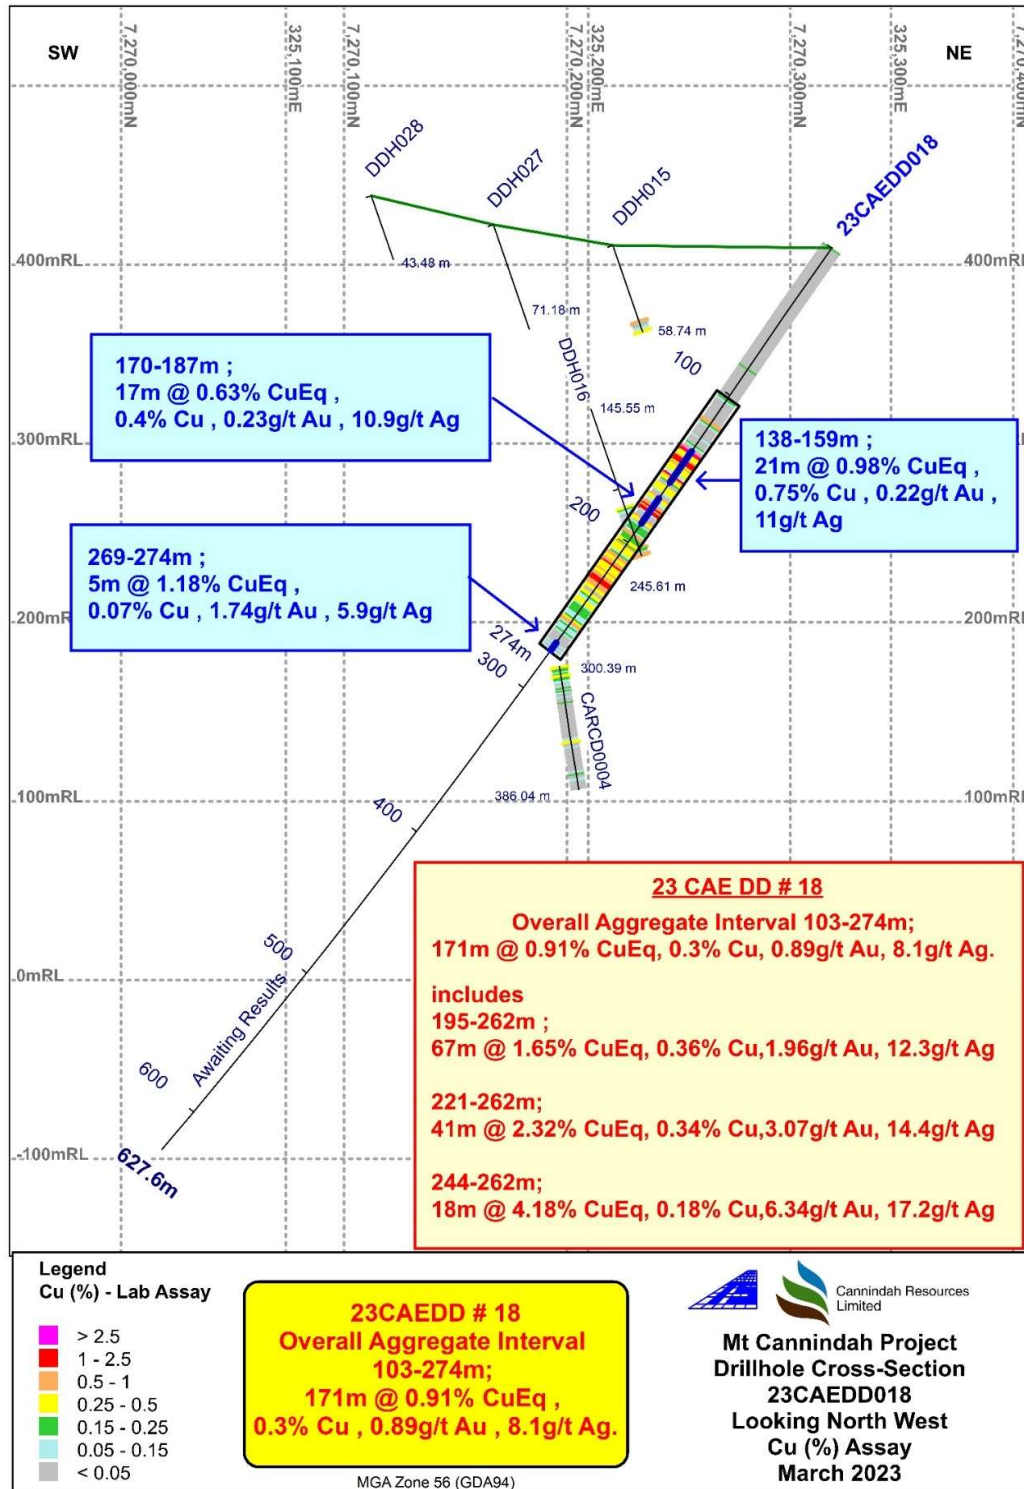 SW
NE
7,270,000mN
325,100mE
7,270,100mN
7,270,200mN
325,200mE
7,270,300mN
325,300mE
7,270,400mN
DDH028
DDH027
DDH015
23CAEDD018
400mRL
400mRL
43.48 m
71.18 m
58.74 m
DDH016
100
145.55 m
170-187m ;
17m @ 0.63% CuEq ,
0.4% Cu , 0.23g/t Au , 10.9g/t Ag
300mRL
300mRL
138-159m ;
21m @ 0.98% CuEq ,
0.75% Cu , 0.22g/t Au ,
11g/t Ag
200
269-274m ;
5m @ 1.18% CuEq ,
0.07% Cu , 1.74g/t Au , 5.9g/t Ag
245.61 m
200mRL
200mRL
274m
300
300.39 m
CARCD0004
386.04 m
100mRL
100mRL
400
500
0mRL
Awaiting Results
600
-100mRL
627.6m
23 CAE DD # 18
Overall Aggregate Interval 103-274m;
171m @ 0.91% CuEq, 0.3% Cu, 0.89g/t Au, 8.1g/t Ag.
includes
195-262m ;
67m @ 1.65% CuEq, 0.36% Cu,1.96g/t Au, 12.3g/t Ag
221-262m;
41m @ 2.32% CuEq, 0.34% Cu,3.07g/t Au, 14.4g/t Ag
244-262m;
18m @ 4.18% CuEq, 0.18% Cu,6.34g/t Au, 17.2g/t Ag
Legend
Cu (%) - Lab Assay
> 2.5
1 - 2.5
0.5 - 1
0.25 - 0.5
0.15 - 0.25
0.05 - 0.15
< 0.05
23CAEDD # 18
Overall Aggregate Interval
103-274m;
171m @ 0.91% CuEq ,
0.3% Cu , 0.89g/t Au , 8.1g/t Ag.
MGA Zone 56 (GDA94)
Cannindah Resources
Limited
Mt Cannindah Project
Drillhole Cross-Section
23CAEDD018
Looking North West
Cu (%) Assay
March 2023